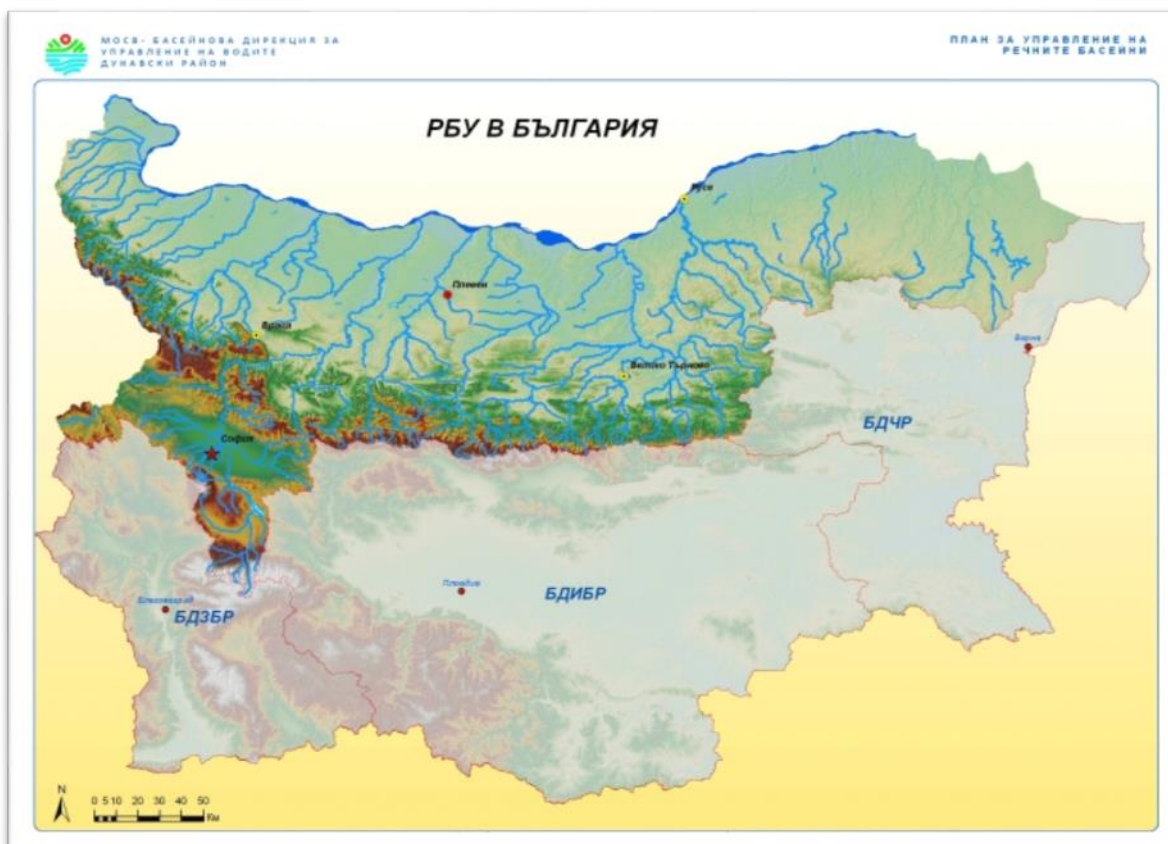 МОСВ- БАСЕЙНОВА ДИРЕКЦИЯ ЗА
УПРАВЛЕНИЕ НА ВОДИТЕ
ДУНАВСКИ РАЙОН
ПЛАН ЗА УПРАВЛЕНИЕ НА
РЕЧНИТЕ БАСЕЙНИ
РБУ В БЪЛГАРИЯ
Русе
Плевен
Враца
Варна
Велико Търново
БДЧР
София
Пловдив
БДИБР
Благоевград
БДЗБР
N
0 5 10 20 30 40 50
Км